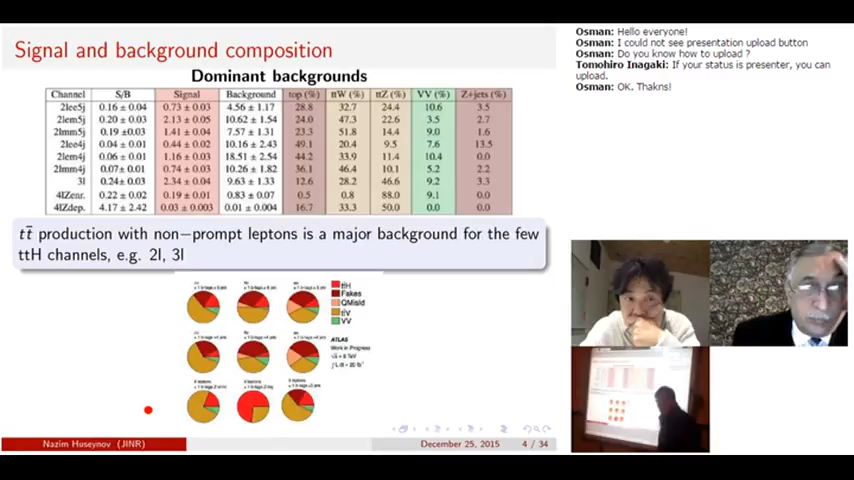 Signal and background composition
Dominant backgrounds
Channel S/B Signal Background top (%) ttW (%) ttZ (%) VV (%) Z+jets (%)
2lee5j 0.16 ± 0.04 0.73 ± 0.03 4.56 ± 1.17 28.8 32.7 24.4 10.6 3.5
2lem5j 0.20 ± 0.03 2.13 ± 0.05 10.62 ± 1.54 24.0 47.3 22.6 3.5 2.7
2lmm5j 0.19 ±0.03 1.41 ± 0.04 7.57 ± 1.31 23.3 51.8 14.4 9.0 1.6
2lee4j 0.04 ± 0.01 0.44 ± 0.02 10.16 ± 2.43 49.1 20.4 9.5 7.6 13.5
2lem4j 0.06 ± 0.01 1.16 ± 0.03 18.51 ± 2.54 44.2 33.9 11.4 10.4 0.0
2lmm4j 0.07± 0.01 0.74 ± 0.03 10.26 ± 1.82 36.1 46.4 10.1 5.2 2.2
3l 0.24± 0.03 2.34 ± 0.04 9.63 ± 1.33 12.6 28.2 46.6 9.2 3.3
4lZenr. 0.22 ± 0.02 0.19 ± 0.01 0.83 ± 0.07 0.5 0.8 88.0 9.1 0.0
4lZdep. 4.17 ± 2.42 0.03 ± 0.003 0.01 ± 0.004 16.7 33.3 50.0 0.0 0.0
tt̄ production with non−prompt leptons is a major background for the few
ttH channels, e.g. 2l, 3l
tt̄H
Fakes
QMisId
tt̄V
VV
ATLAS
Work in Progress
Nazim Huseynov (JINR) December 25, 2015 4 / 34
Osman: Hello everyone!
Osman: I could not see presentation upload button
Osman: Do you know how to upload ?
Tomohiro Inagaki: If your status is presenter, you can
upload.
Osman: OK. Thakns!